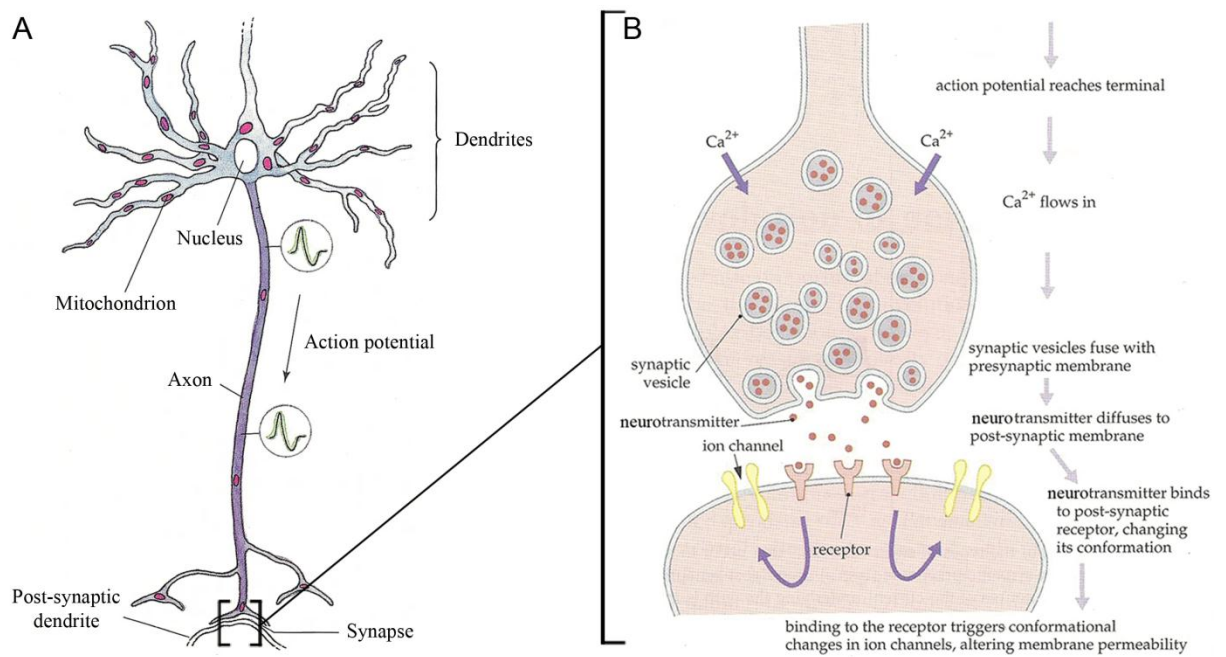 A
Dendrites
Nucleus
Mitochondrion
Action potential
Axon
Post-synaptic
dendrite
Synapse
B
action potential reaches terminal
Ca2+
Ca2+
Ca2+ flows in
synaptic
vesicle
synaptic vesicles fuse with
presynaptic membrane
neurotransmitter
neurotransmitter diffuses to
post-synaptic membrane
ion channel
neurotransmitter binds
to post-synaptic
receptor, changing
its conformation
receptor
binding to the receptor triggers conformational
changes in ion channels, altering membrane permeability